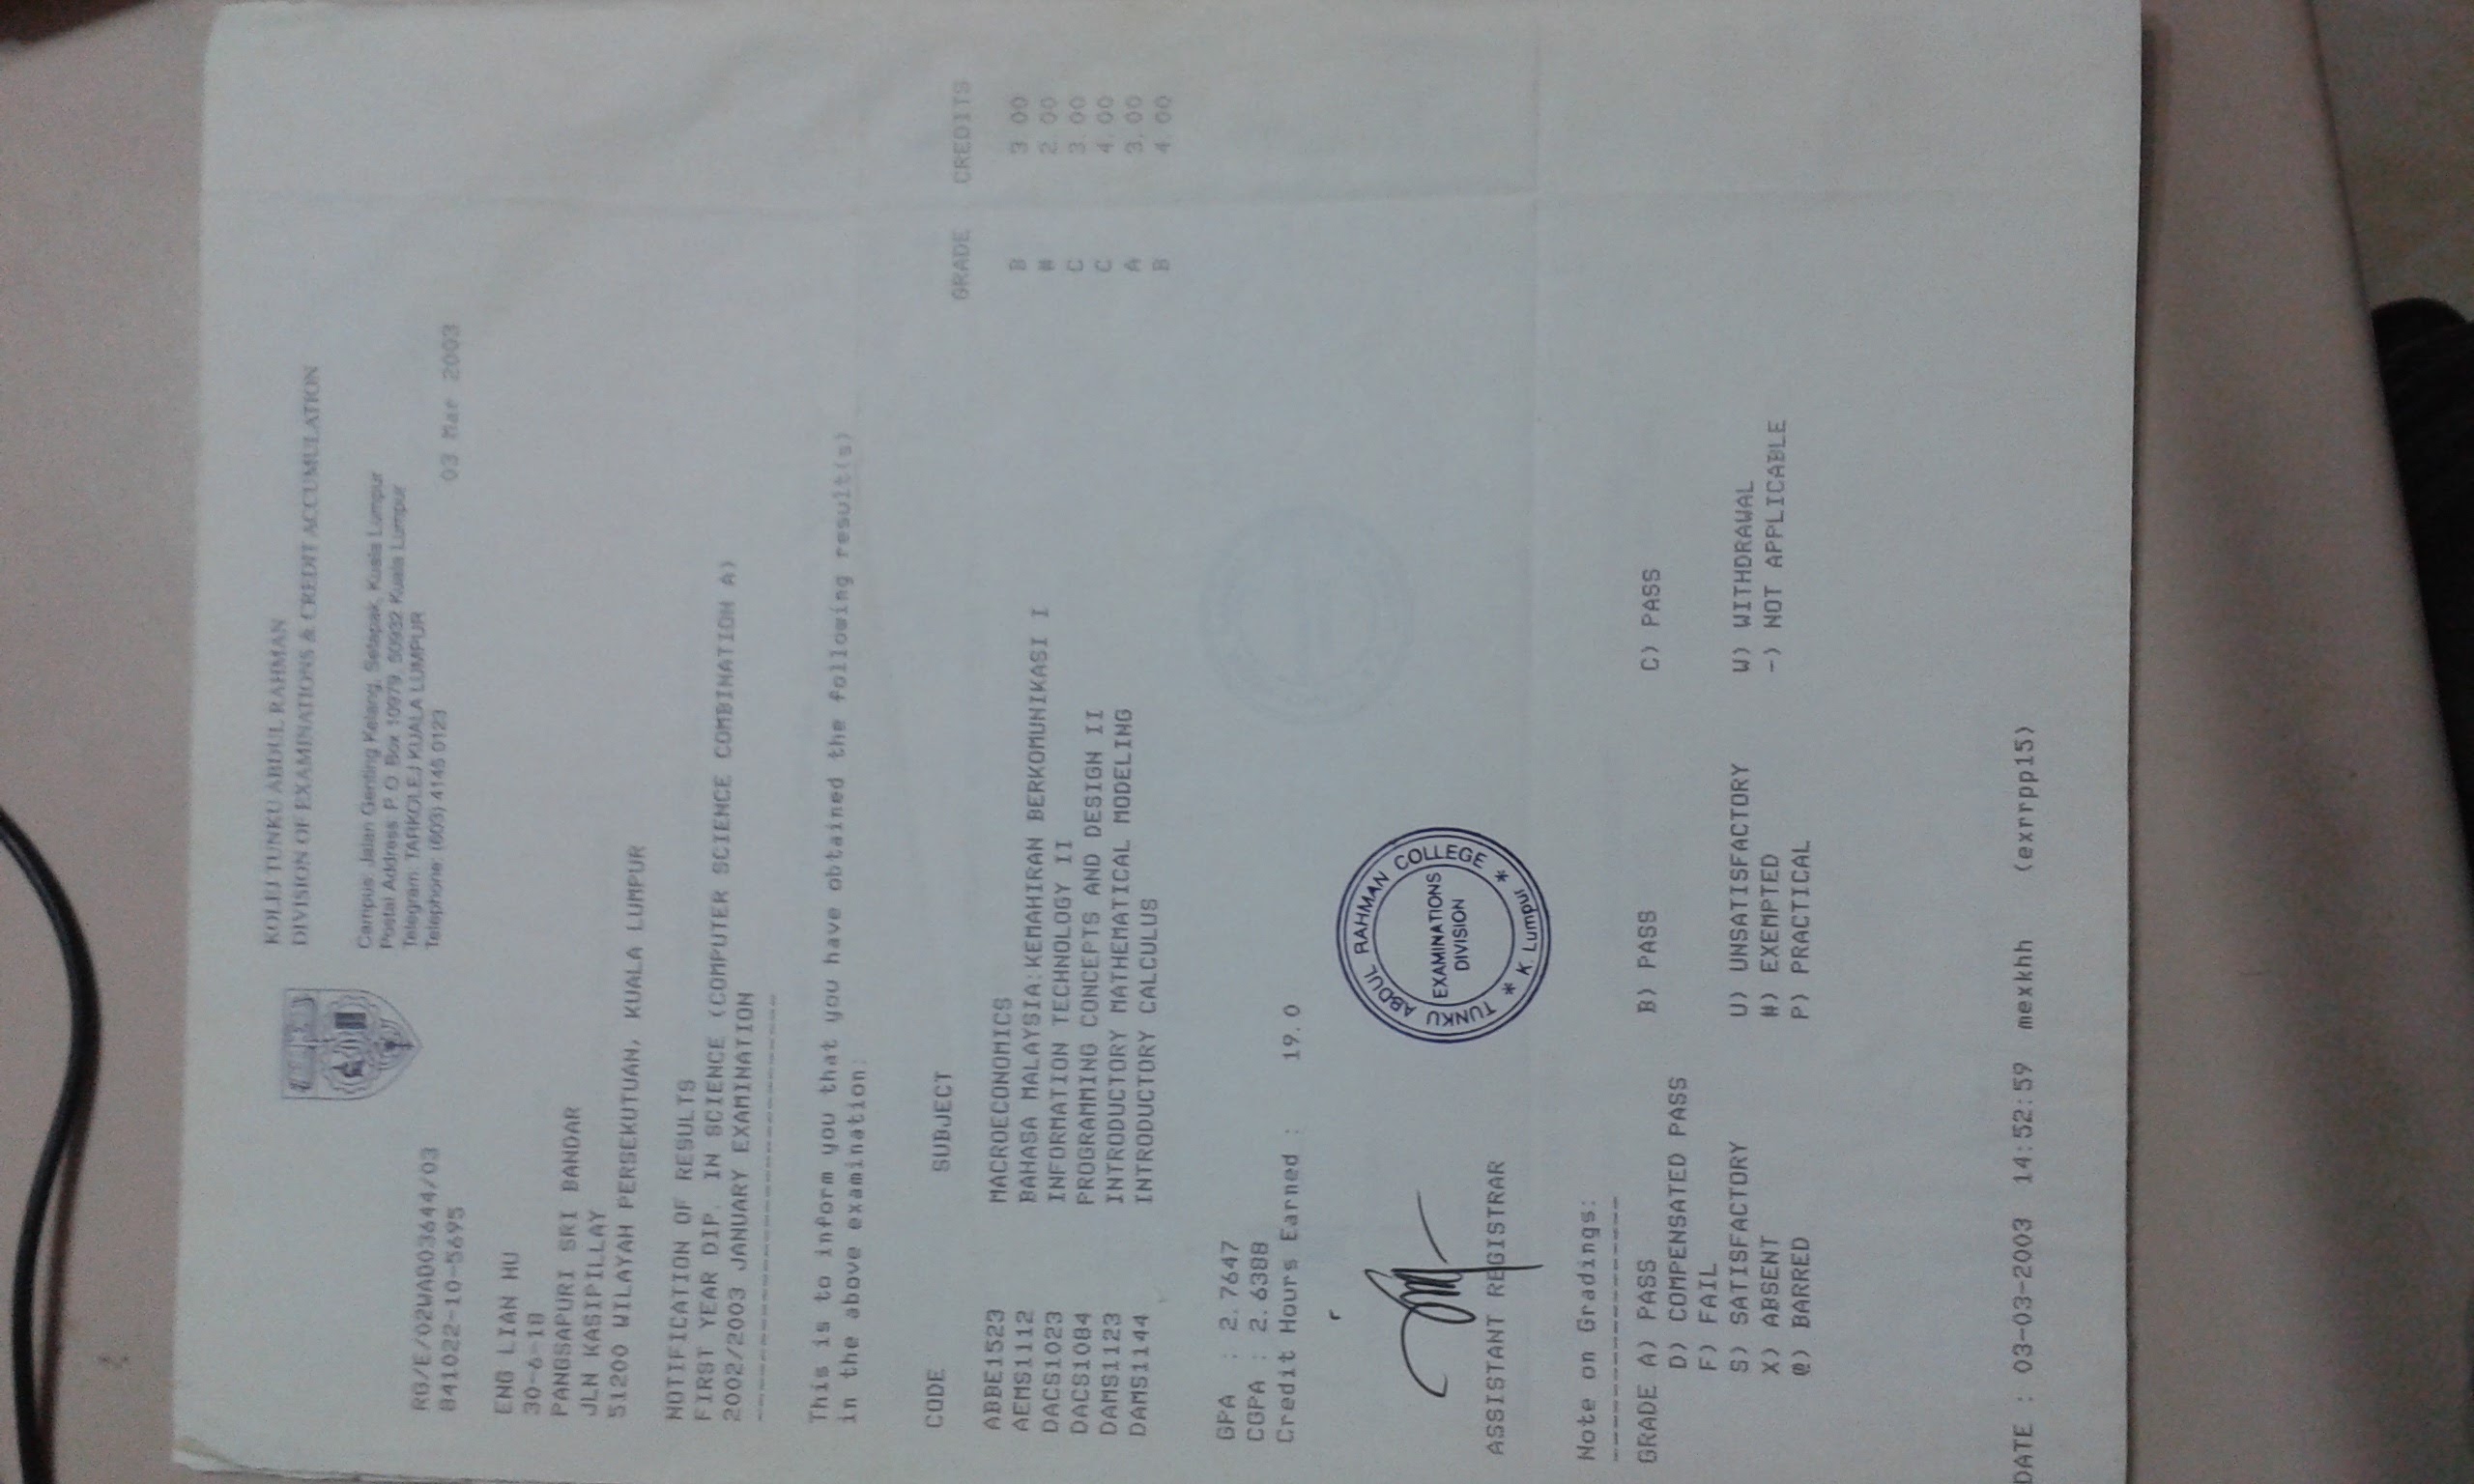 KOLEJ TUNKU ABDUL RAHMAN
DIVISION OF EXAMINATIONS & CREDIT ACCUMULATION
Campus: Jalan Genting Kelang, Setapak, Kuala Lumpur
Postal Address: P.O. Box 10979, 50932 Kuala Lumpur
Telegram: TARKOLEJ KUALA LUMPUR
Telephone: (603) 4145 0123
03 Mar 2003
RG/E/02WAD03644/03
841022-10-5695
ENG LIAN HU
30-6-18
PANGSAPURI SRI BANDAR
JLN KASIPILLAY
51200 WILAYAH PERSEKUTUAN, KUALA LUMPUR
NOTIFICATION OF RESULTS
FIRST YEAR DIP. IN SCIENCE (COMPUTER SCIENCE COMBINATION A)
2002/2003 JANUARY EXAMINATION
This is to inform you that you have obtained the following result(s)
in the above examination:
CODE SUBJECT GRADE CREDITS
ABBE1523 MACROECONOMICS B 3.00
AEMS1112 BAHASA MALAYSIA:KEMAHIRAN BERKOMUNIKASI I # 2.00
DACS1023 INFORMATION TECHNOLOGY II C 3.00
DACS1084 PROGRAMMING CONCEPTS AND DESIGN II C 4.00
DAMS1123 INTRODUCTORY MATHEMATICAL MODELING A 3.00
DAMS1144 INTRODUCTORY CALCULUS B 4.00
GPA : 2.7647
CGPA : 2.6388
Credit Hours Earned : 19.0
TUNKU ABDUL RAHMAN COLLEGE
EXAMINATIONS
DIVISION
* K. Lumpur *
ASSISTANT REGISTRAR
Note on Gradings:
GRADE A) PASS B) PASS C) PASS
D) COMPENSATED PASS
F) FAIL
S) SATISFACTORY U) UNSATISFACTORY W) WITHDRAWAL
X) ABSENT #) EXEMPTED -) NOT APPLICABLE
@) BARRED P) PRACTICAL
DATE : 03-03-2003 14:52:59 mexkhh (exrrpp15)